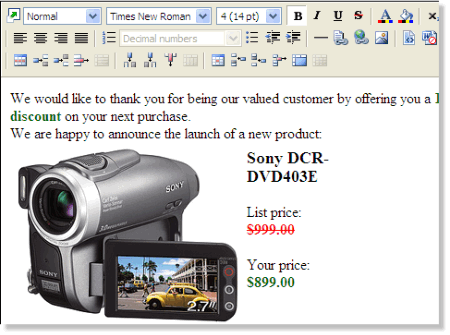 Normal Times New Roman 4 (14 pt) B I U S A
Decimal numbers
We would like to thank you for being our valued customer by offering you a
discount on your next purchase.
We are happy to announce the launch of a new product:
Sony DCR-
DVD403E
SONY
List price:
$999.00
Your price:
SONY
2.7"
$899.00